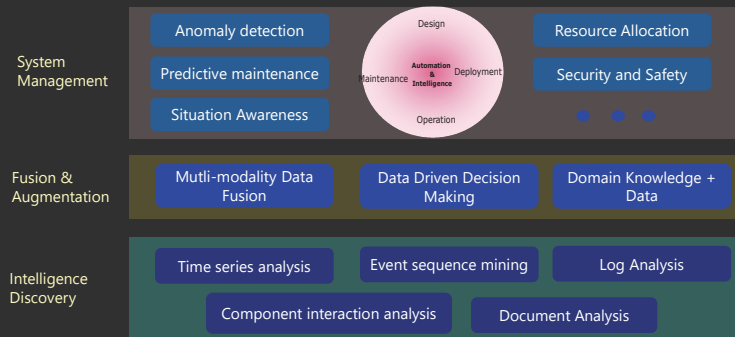 System
Management
Anomaly detection
Predictive maintenance
Situation Awareness
Design
Automation
&
Intelligence
Maintenance
Deployment
Operation
Resource Allocation
Security and Safety
Fusion &
Augmentation
Mutli-modality Data
Fusion
Data Driven Decision
Making
Domain Knowledge +
Data
Intelligence
Discovery
Time series analysis
Event sequence mining
Log Analysis
Component interaction analysis
Document Analysis